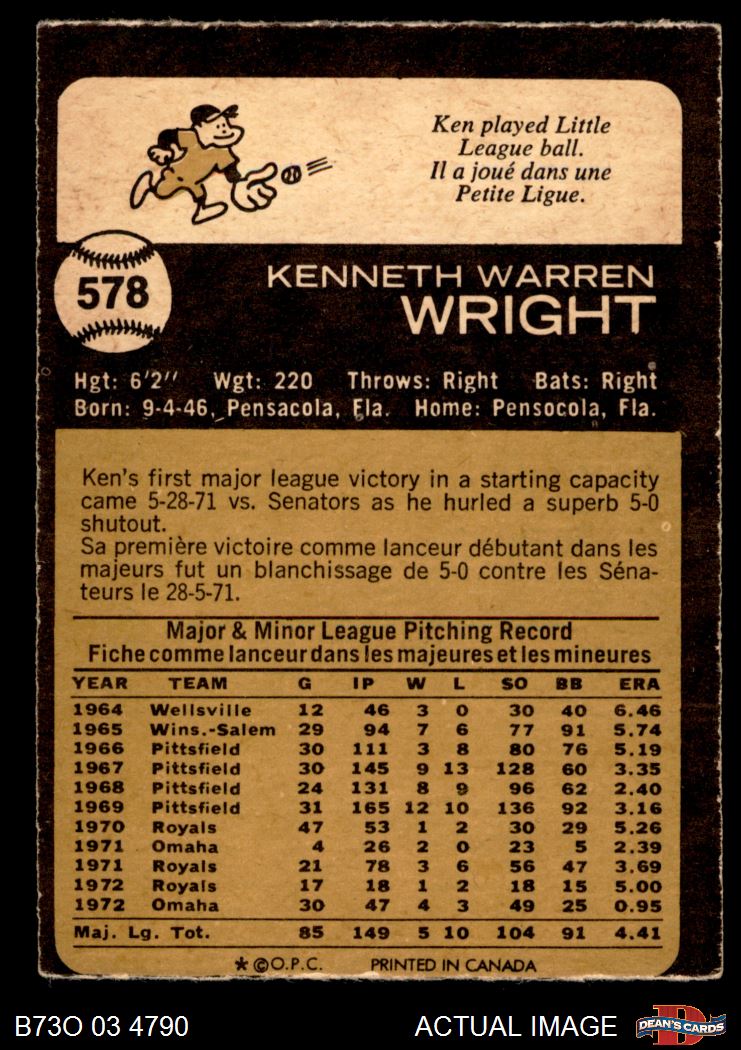 Ken played Little
League ball.
Il a joué dans une
Petite Ligue.
578
KENNETH WARREN
WRIGHT
Hgt: 6'2'' Wgt: 220 Throws: Right Bats: Right
Born: 9-4-46, Pensacola, Fla. Home: Pensocola, Fla.
Ken's first major league victory in a starting capacity
came 5-28-71 vs. Senators as he hurled a superb 5-0
shutout.
Sa première victoire comme lanceur débutant dans les
majeurs fut un blanchissage de 5-0 contre les Séna-
teurs le 28-5-71.
Major & Minor League Pitching Record
Fiche comme lanceur dans les majeures et les mineures
YEAR TEAM G IP W L SO BB ERA
1964 Wellsville 12 46 3 0 30 40 6.46
1965 Wins.-Salem 29 94 7 6 77 91 5.74
1966 Pittsfield 30 111 3 8 80 76 5.19
1967 Pittsfield 30 145 9 13 128 60 3.35
1968 Pittsfield 24 131 8 9 96 62 2.40
1969 Pittsfield 31 165 12 10 136 92 3.16
1970 Royals 47 53 1 2 30 29 5.26
1971 Omaha 4 26 2 0 23 5 2.39
1971 Royals 21 78 3 6 56 47 3.69
1972 Royals 17 18 1 2 18 15 5.00
1972 Omaha 30 47 4 3 49 25 0.95
Maj. Lg. Tot. 85 149 5 10 104 91 4.41
* © O.P.C. PRINTED IN CANADA
B73O 03 4790 ACTUAL IMAGE
D
DEAN'S CARDS